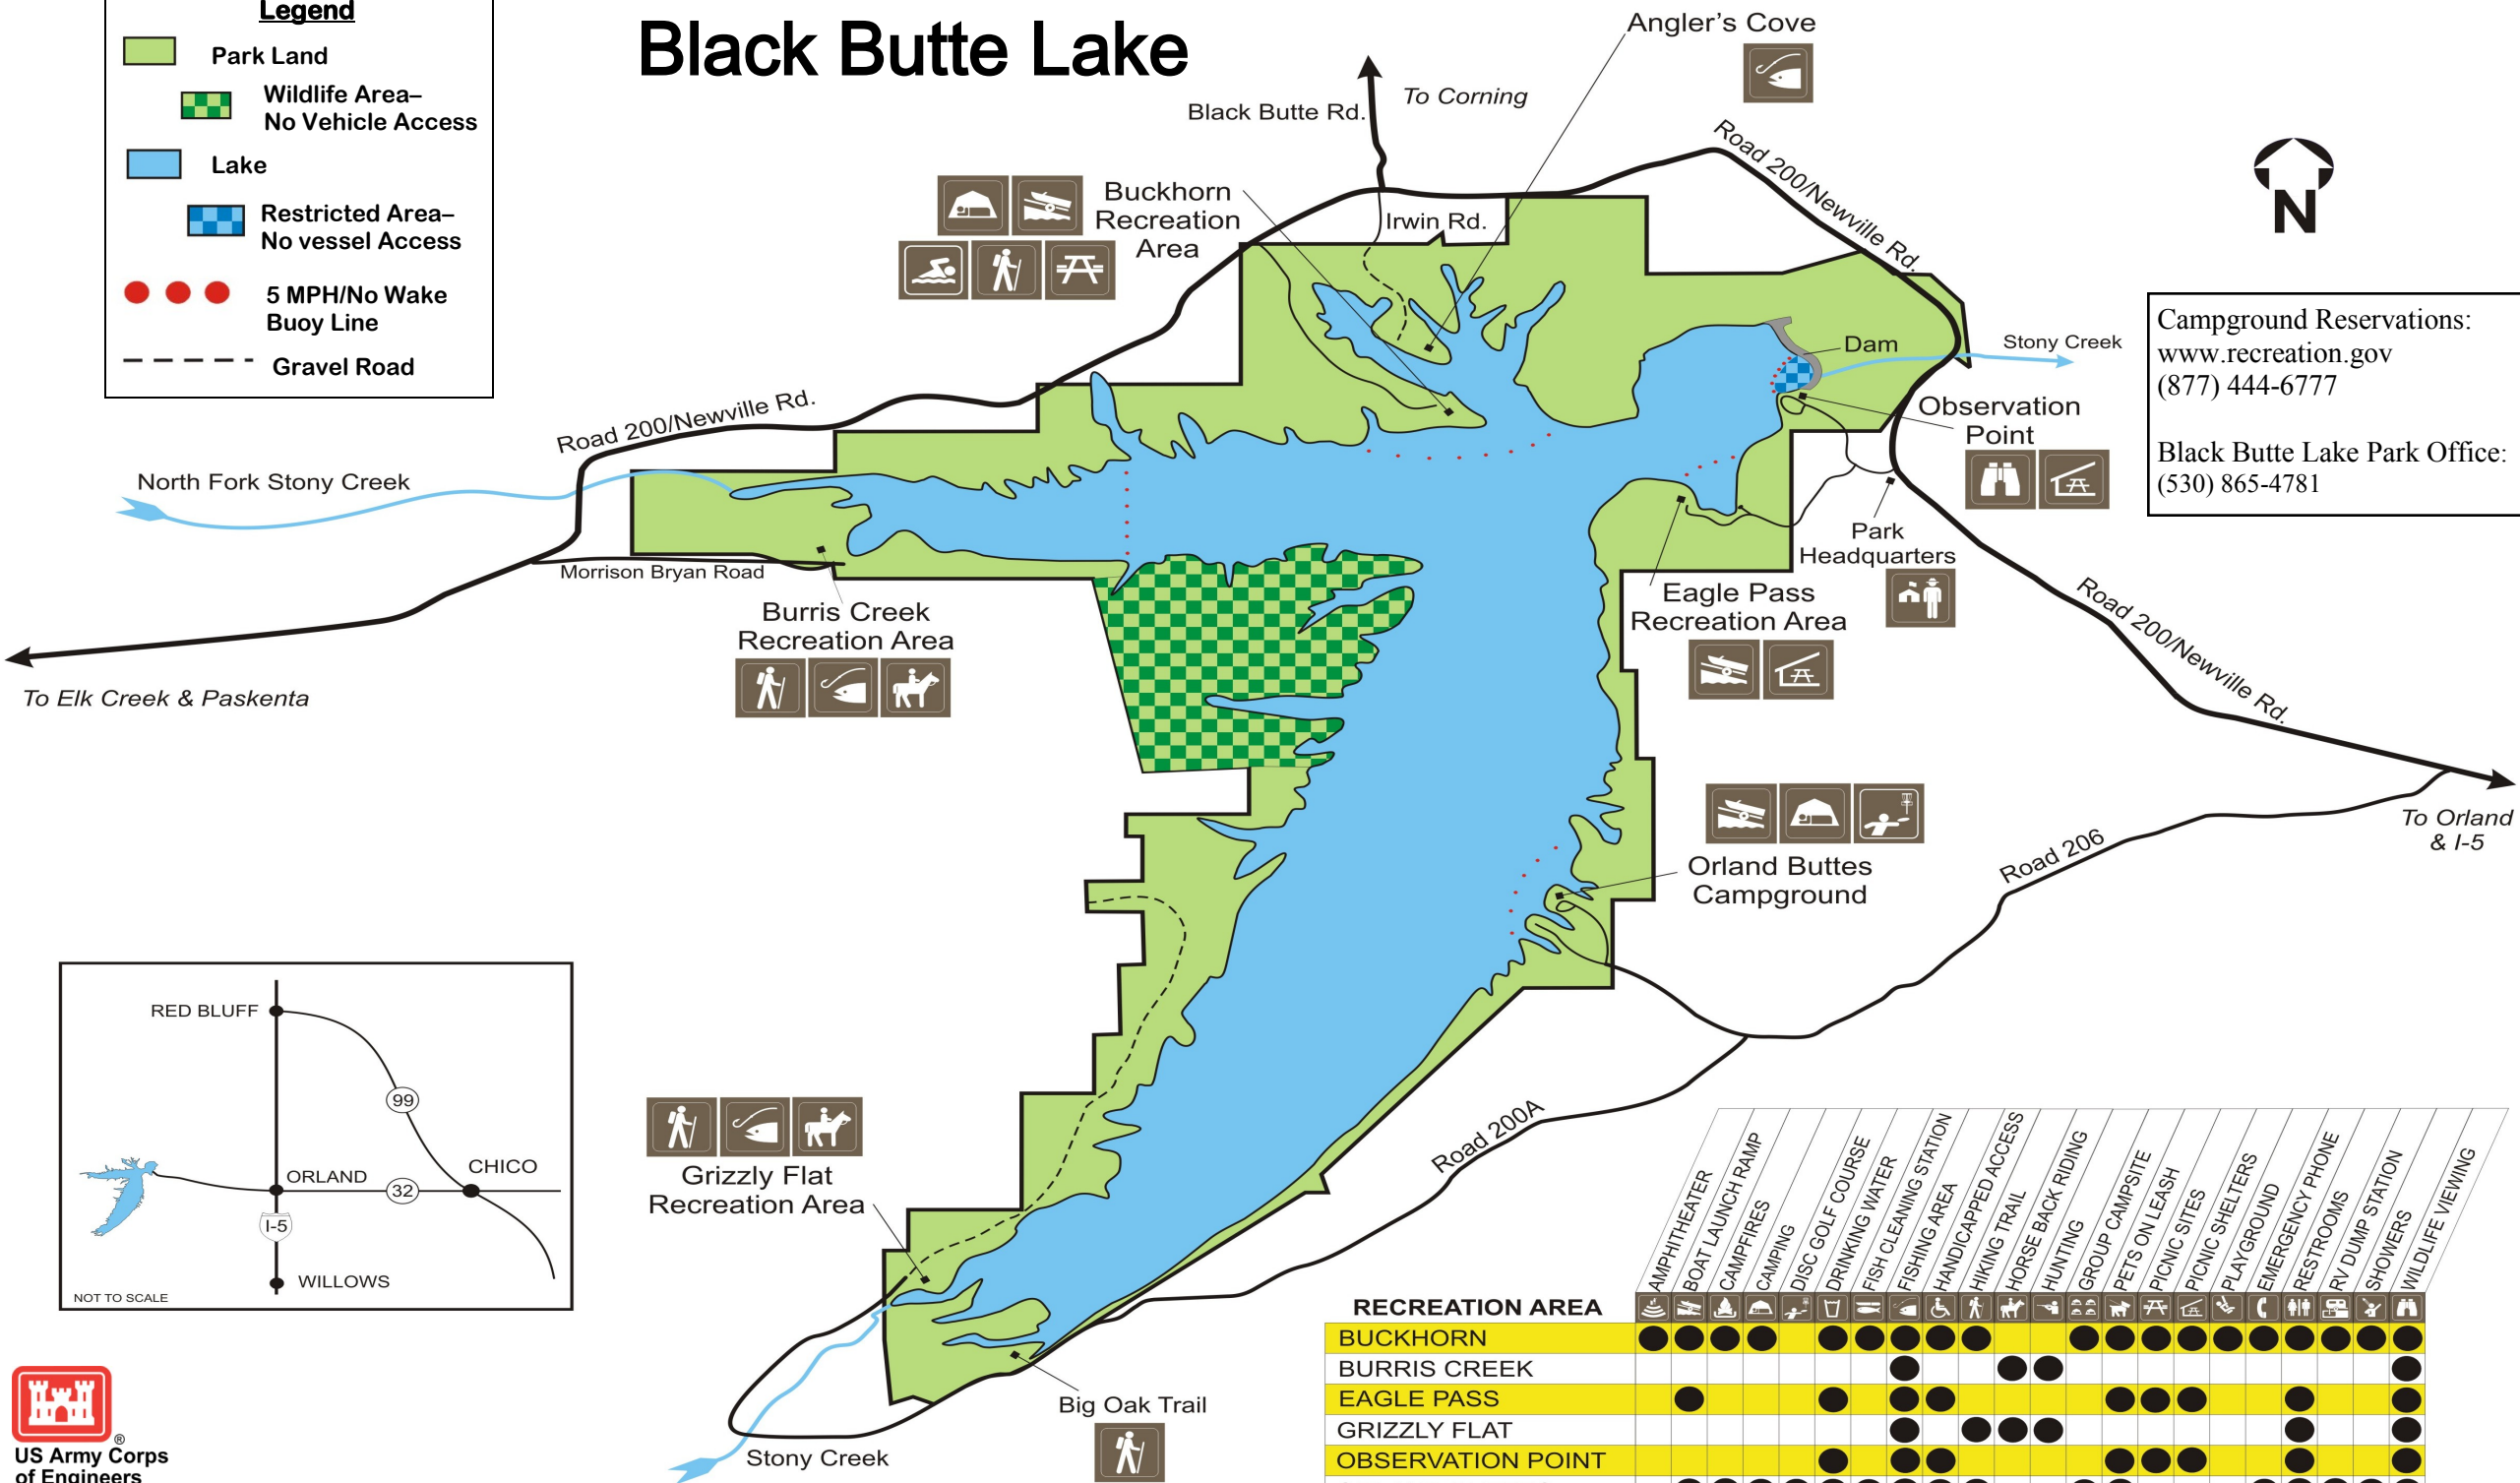 Legend
Park Land
Wildlife Area–
No Vehicle Access
Lake
Restricted Area–
No vessel Access
5 MPH/No Wake
Buoy Line
Gravel Road
Black Butte Lake
Angler's Cove
To Corning
Black Butte Rd.
Road 200/Newville Rd.
Buckhorn
Recreation
Area
Irwin Rd.
N
Campground Reservations:
www.recreation.gov
(877) 444-6777
Black Butte Lake Park Office:
(530) 865-4781
Dam
Stony Creek
Observation
Point
Road 200/Newville Rd.
North Fork Stony Creek
Park
Headquarters
Morrison Bryan Road
Burris Creek
Recreation Area
Eagle Pass
Recreation Area
Road 200/Newville Rd.
To Elk Creek & Paskenta
To Orland
& I-5
Road 206
Orland Buttes
Campground
RED BLUFF
99
ORLAND
CHICO
32
I-5
WILLOWS
NOT TO SCALE
Grizzly Flat
Recreation Area
Road 200A
Big Oak Trail
Stony Creek
®
US Army Corps
of Engineers
AMPHITHEATER
BOAT LAUNCH RAMP
CAMPFIRES
CAMPING
DISC GOLF COURSE
DRINKING WATER
FISH CLEANING STATION
FISHING AREA
HANDICAPPED ACCESS
HIKING TRAIL
HORSE BACK RIDING
HUNTING
GROUP CAMPSITE
PETS ON LEASH
PICNIC SITES
PICNIC SHELTERS
PLAYGROUND
EMERGENCY PHONE
RESTROOMS
RV DUMP STATION
SHOWERS
WILDLIFE VIEWING
RECREATION AREA
BUCKHORN
BURRIS CREEK
EAGLE PASS
GRIZZLY FLAT
OBSERVATION POINT